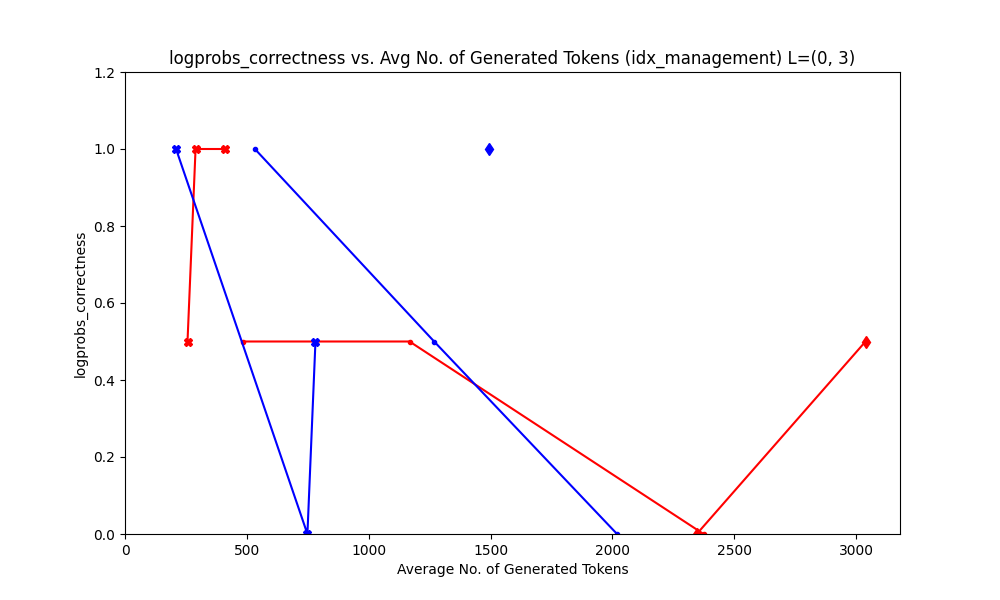 logprobs_correctness vs. Avg No. of Generated Tokens (idx_management) L=(0, 3)
1.2
1.0
0.8
0.6
0.4
0.2
0.0
logprobs_correctness
0 500 1000 1500 2000 2500 3000
Average No. of Generated Tokens